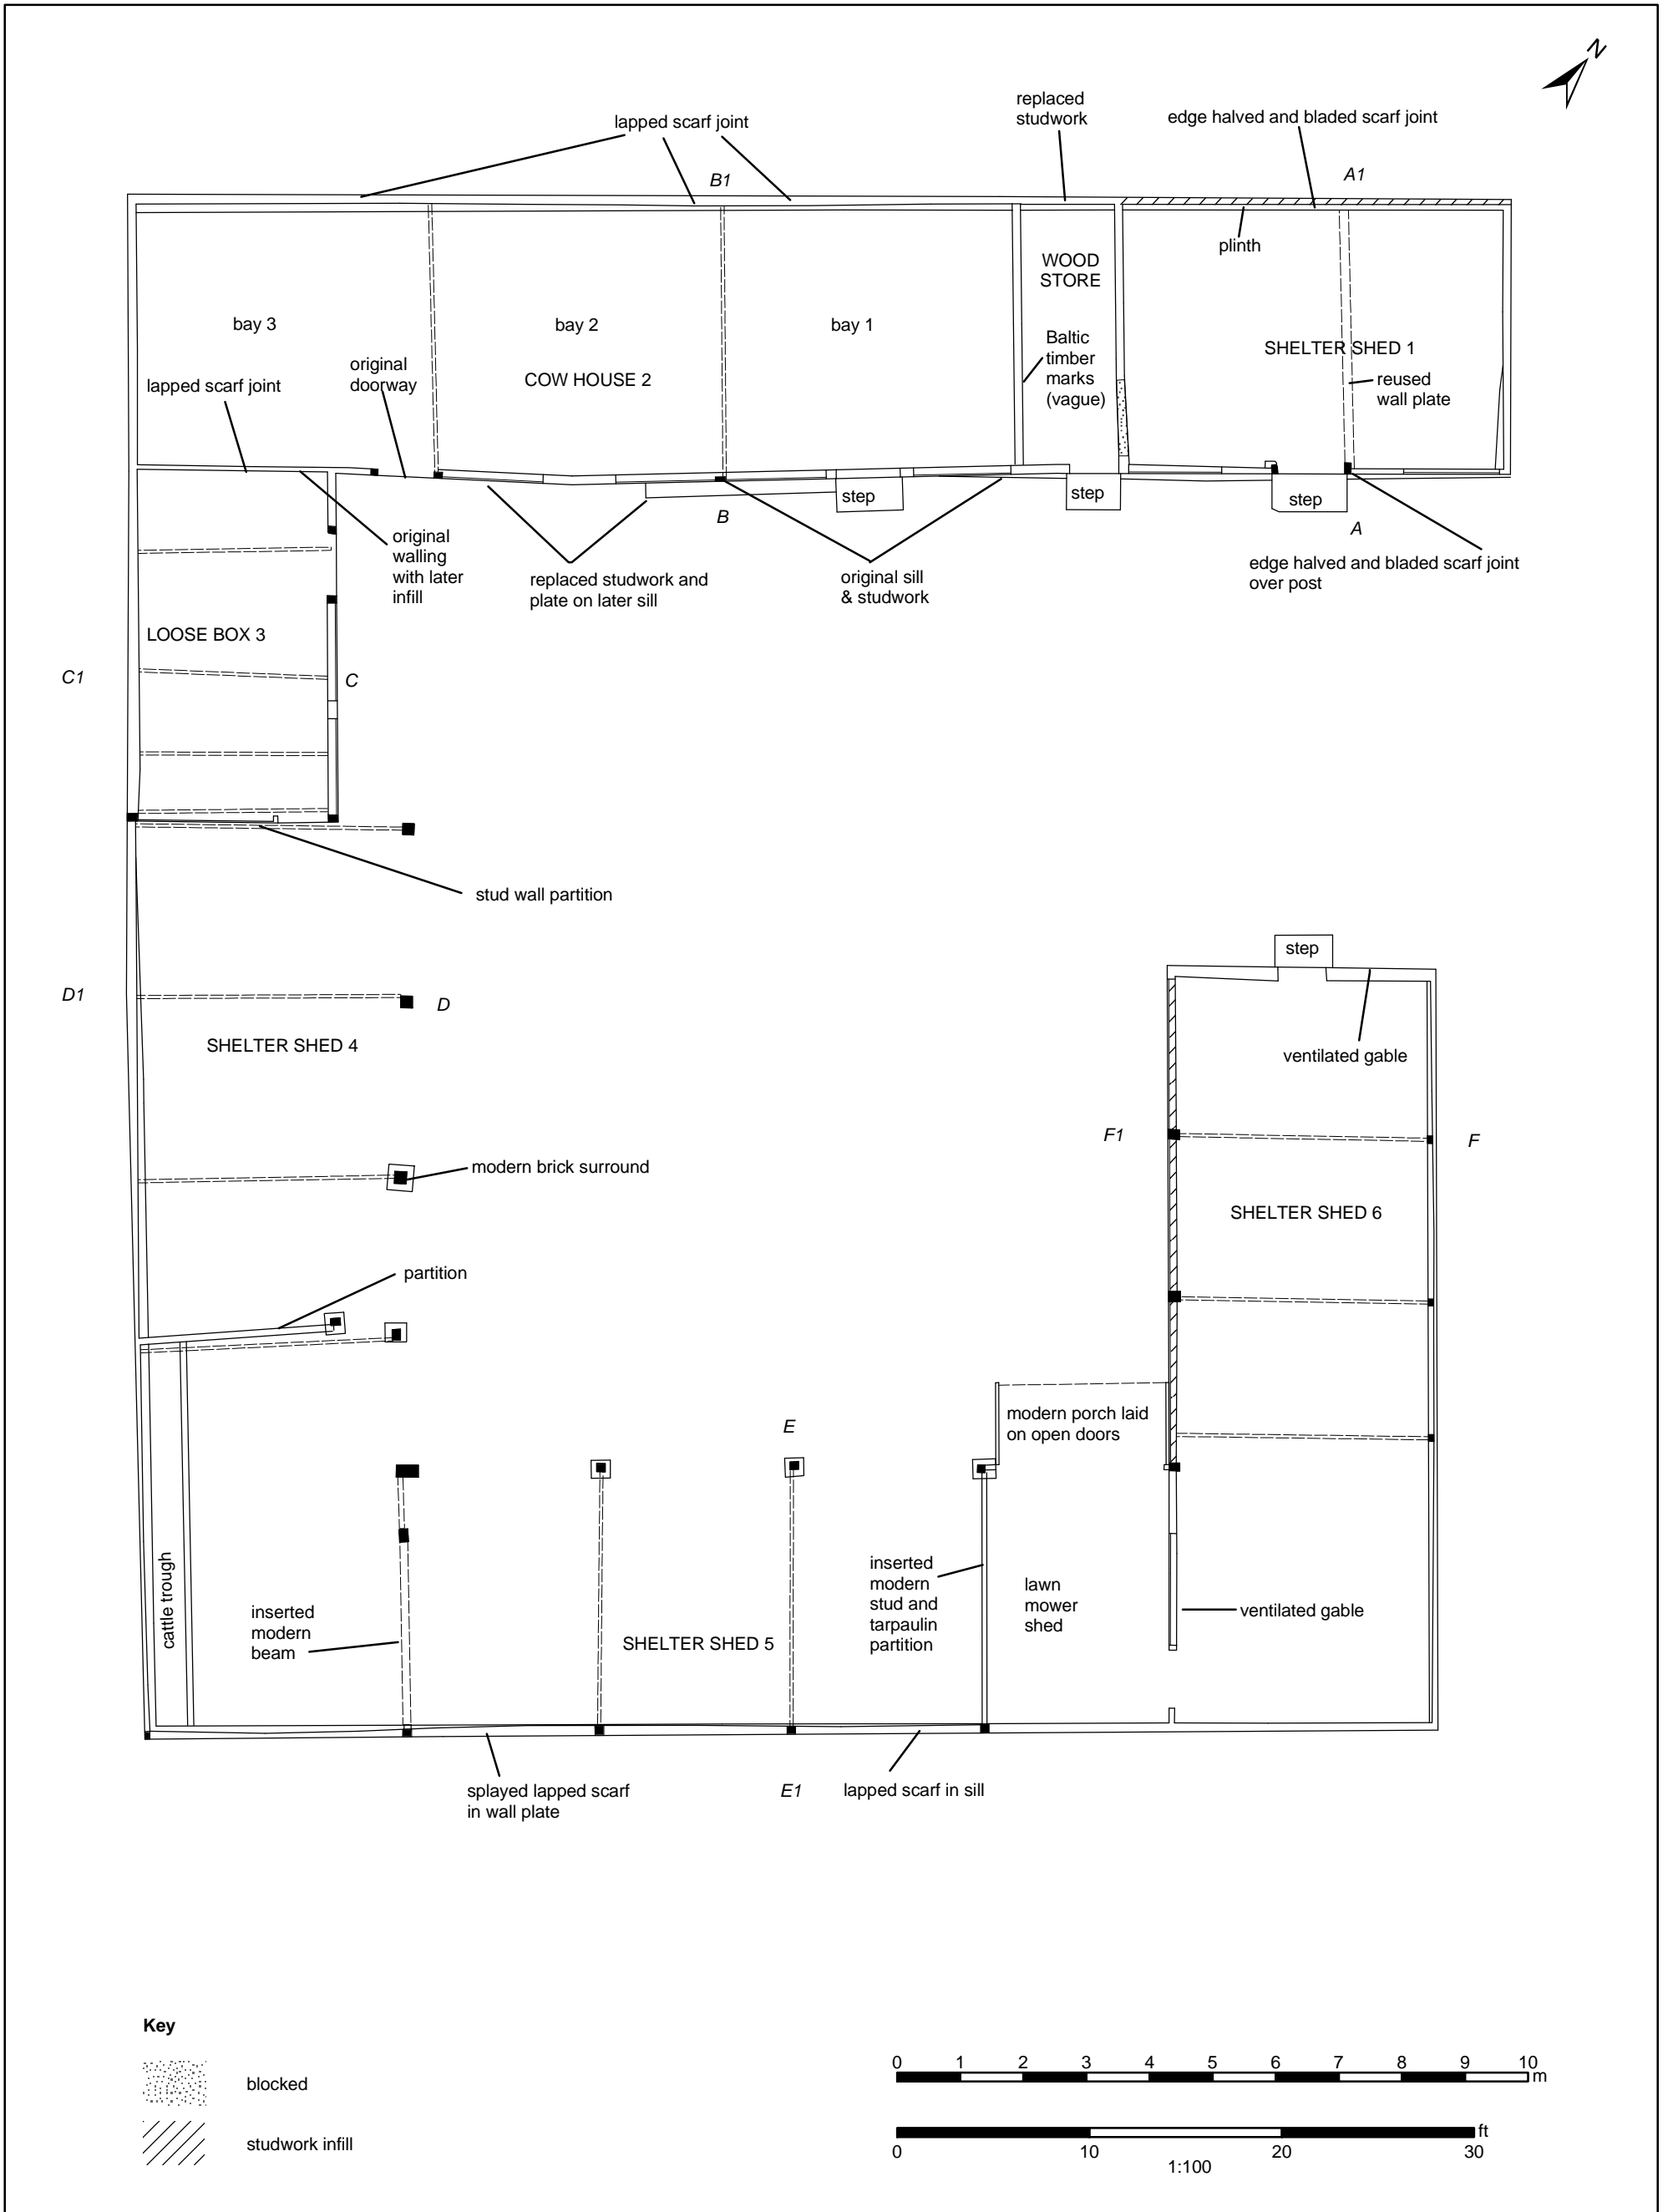 N
replaced
studwork
edge halved and bladed scarf joint
lapped scarf joint
A1
B1
plinth
WOOD
STORE
bay 3
bay 2
bay 1
Baltic
timber
marks
(vague)
SHELTER SHED 1
original
doorway
COW HOUSE 2
lapped scarf joint
reused
wall plate
step
step
step
B
A
original
walling
with later
infill
replaced studwork and
plate on later sill
original sill
& studwork
edge halved and bladed scarf joint
over post
LOOSE BOX 3
C1
C
stud wall partition
step
D1
D
SHELTER SHED 4
ventilated gable
F1
F
modern brick surround
SHELTER SHED 6
partition
modern porch laid
on open doors
E
cattle trough
inserted
modern
beam
SHELTER SHED 5
inserted
modern
stud and
tarpaulin
partition
lawn
mower
shed
ventilated gable
splayed lapped scarf
in wall plate
E1
lapped scarf in sill
Key
blocked
studwork infill
0 1 2 3 4 5 6 7 8 9 10
m
ft
0 10 20 30
1:100